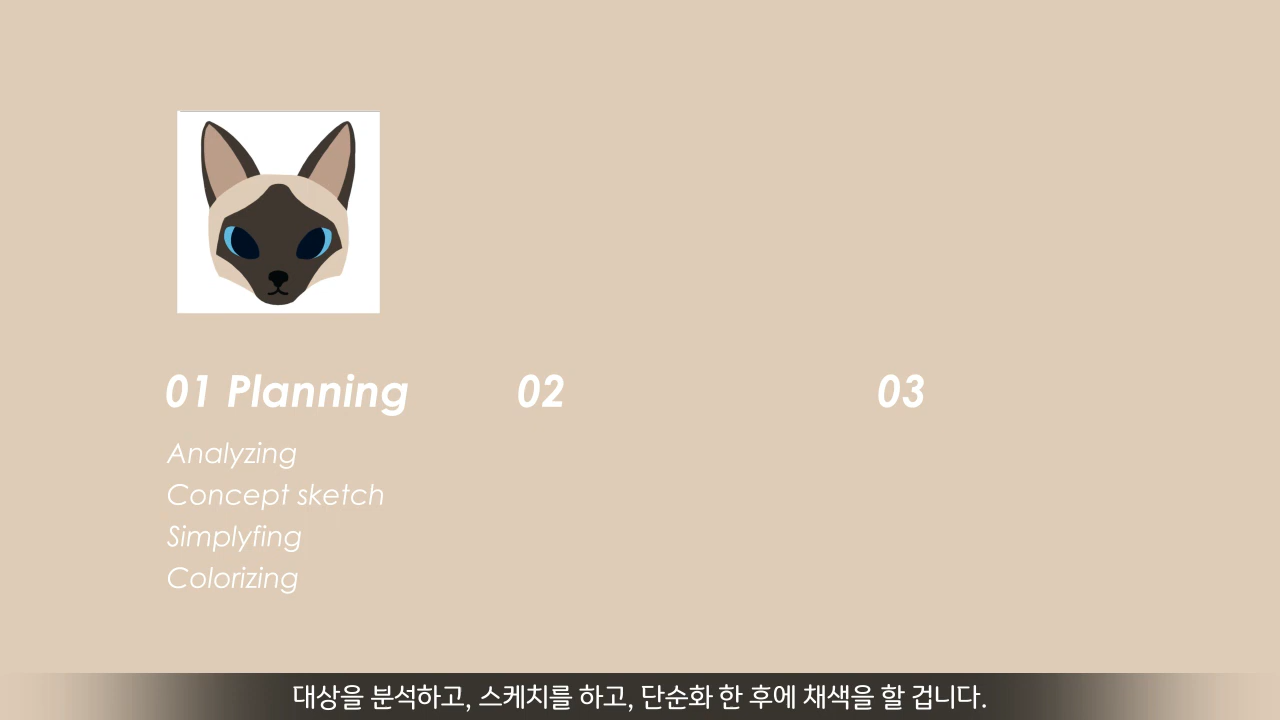 01 Planning
02
03
Analyzing
Concept sketch
Simplyfing
Colorizing
대상을 분석하고, 스케치를 하고, 단순화 한 후에 채색을 할 겁니다.